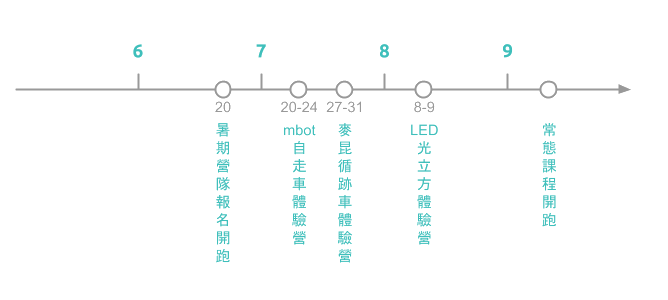 6 7 8 9
20 20-24 27-31 8-9
暑期營隊報名開跑
mbot自走車體驗營
麥昆循跡車體驗營
LED光立方體驗營
常態課程開跑